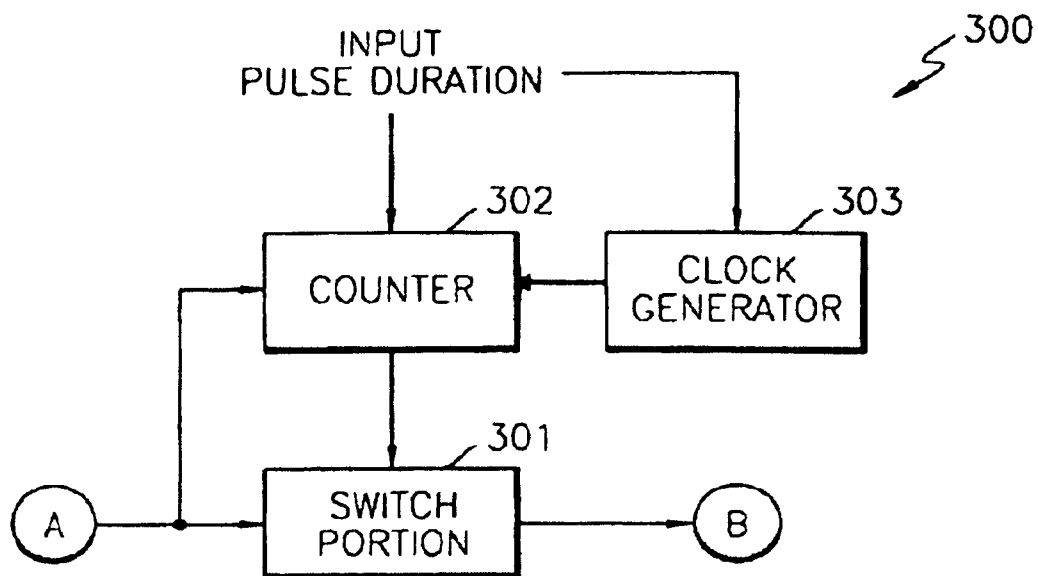 300
INPUT
PULSE DURATION
302
303
COUNTER
CLOCK
GENERATOR
301
A
SWITCH
PORTION
B